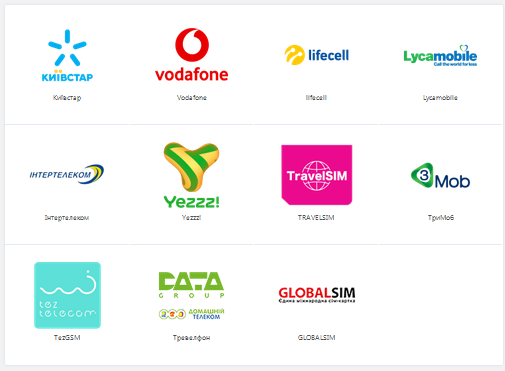 КИЇВСТАР
vodafone
lifecell
Lycamobile
Call the world for less
Київстар
Vodafone
lifecell
Lycamobile
ІНТЕРТЕЛЕКОМ
Yezzz!
TravelSIM
3Mob
Інтертелеком
Yezzz!
TRAVELSIM
ТриМоб
tez
telecom
DATA
GROUP
ДОМАШНІЙ
ТЕЛЕКОМ
GLOBALSIM
Єдина міжнародна сім-картка
TezGSM
Тревелфон
GLOBALSIM